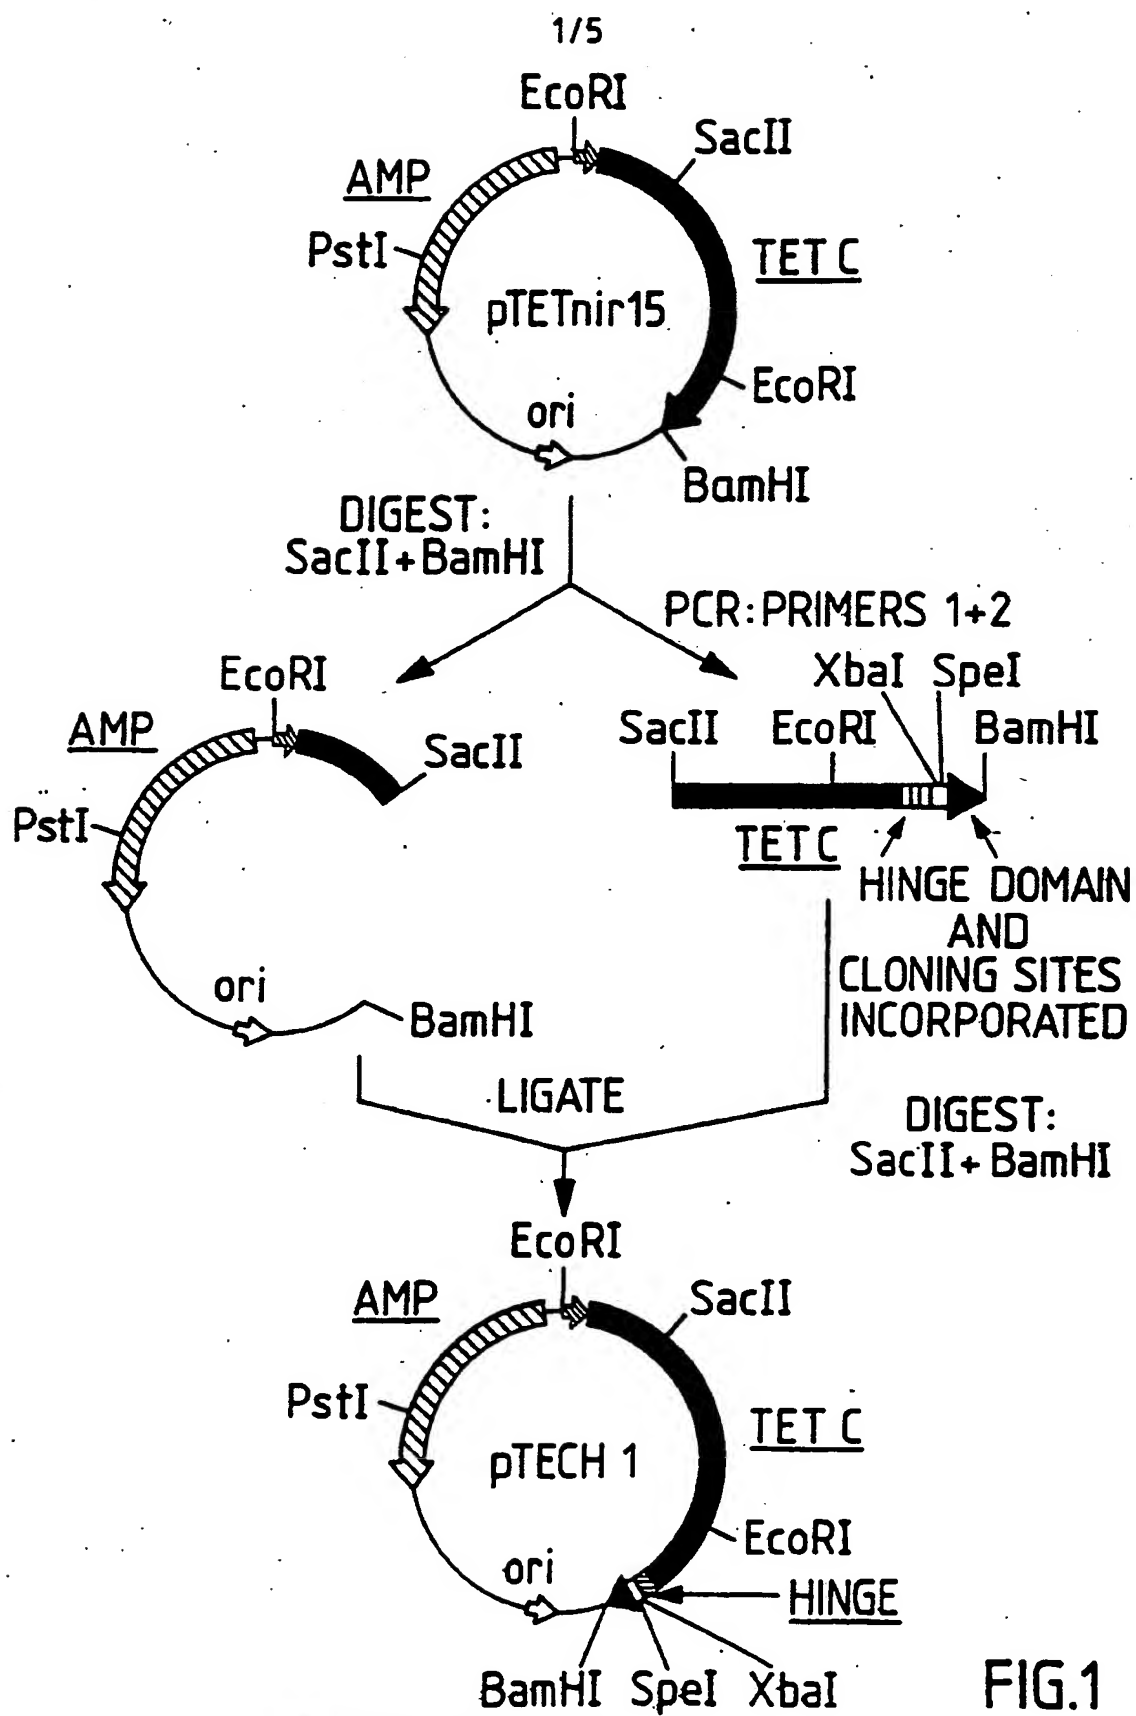 1/5
EcoRI
SacII
AMP
PstI
TET C
pTETnir15
EcoRI
ori
BamHI
DIGEST:
SacII+BamHI
PCR:PRIMERS 1+2
XbaI SpeI
EcoRI
AMP
SacII
PstI
SacII EcoRI BamHI
TET C
HINGE DOMAIN
AND
CLONING SITES
INCORPORATED
ori
BamHI
LIGATE
DIGEST:
SacII+BamHI
EcoRI
AMP
SacII
PstI
TET C
pTECH 1
EcoRI
ori
HINGE
BamHI SpeI XbaI
FIG.1